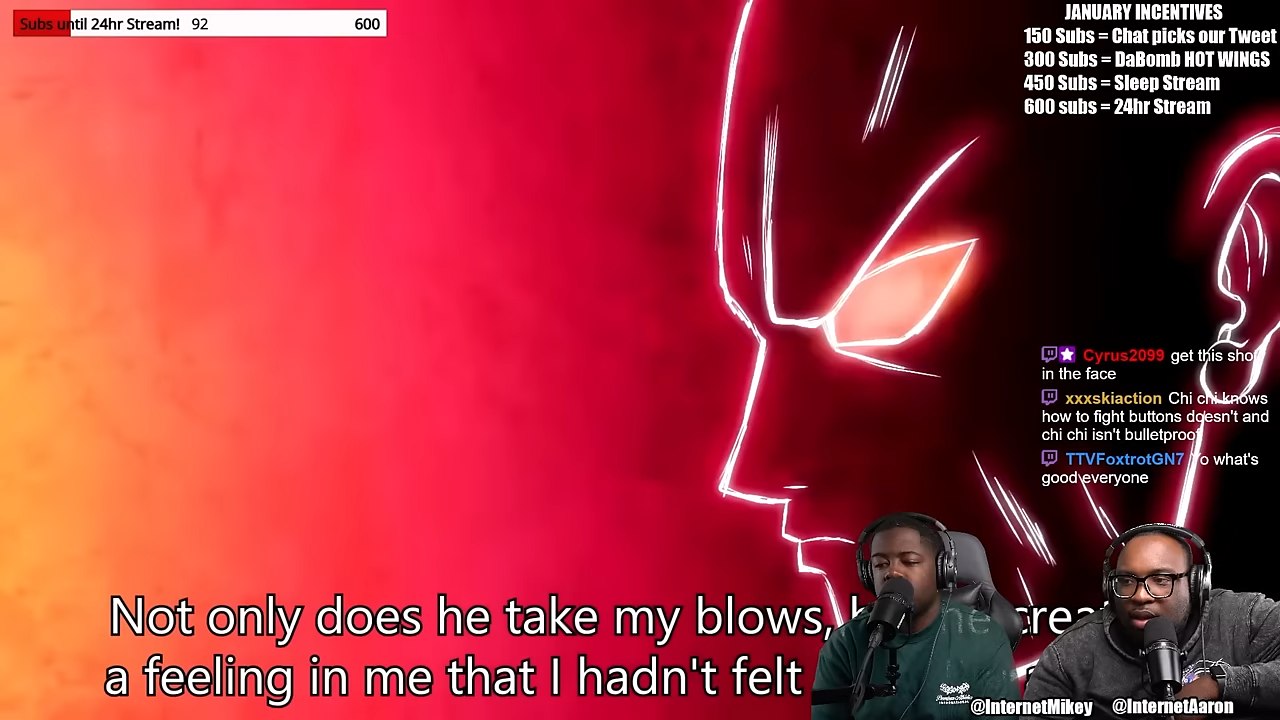 Subs until 24hr Stream! 92 600
JANUARY INCENTIVES
150 Subs = Chat picks our Tweet
300 Subs = DaBomb HOT WINGS
450 Subs = Sleep Stream
600 subs = 24hr Stream
Cyrus2099 get this sho
in the face
xxxskiaction Chi chi knows
how to fight buttons doesn't and
chi chi isn't bulletproof
TTVFoxtrotGN7 Yo what's
good everyone
Not only does he take my blows,
a feeling in me that I hadn't felt
@InternetMikey @InternetAaron